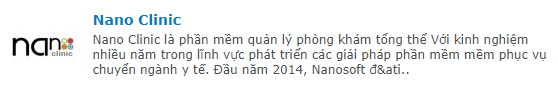 Nano Clinic
nano
clinic
Nano Clinic là phần mềm quán lý phòng khám tổng thể Với kinh nghiệm
nhiều năm trong lĩnh vực phát triển các giải pháp phần mềm mềm phục vụ
chuyển ngành y tế. Đầu năm 2014, Nanosoft đ&ati..